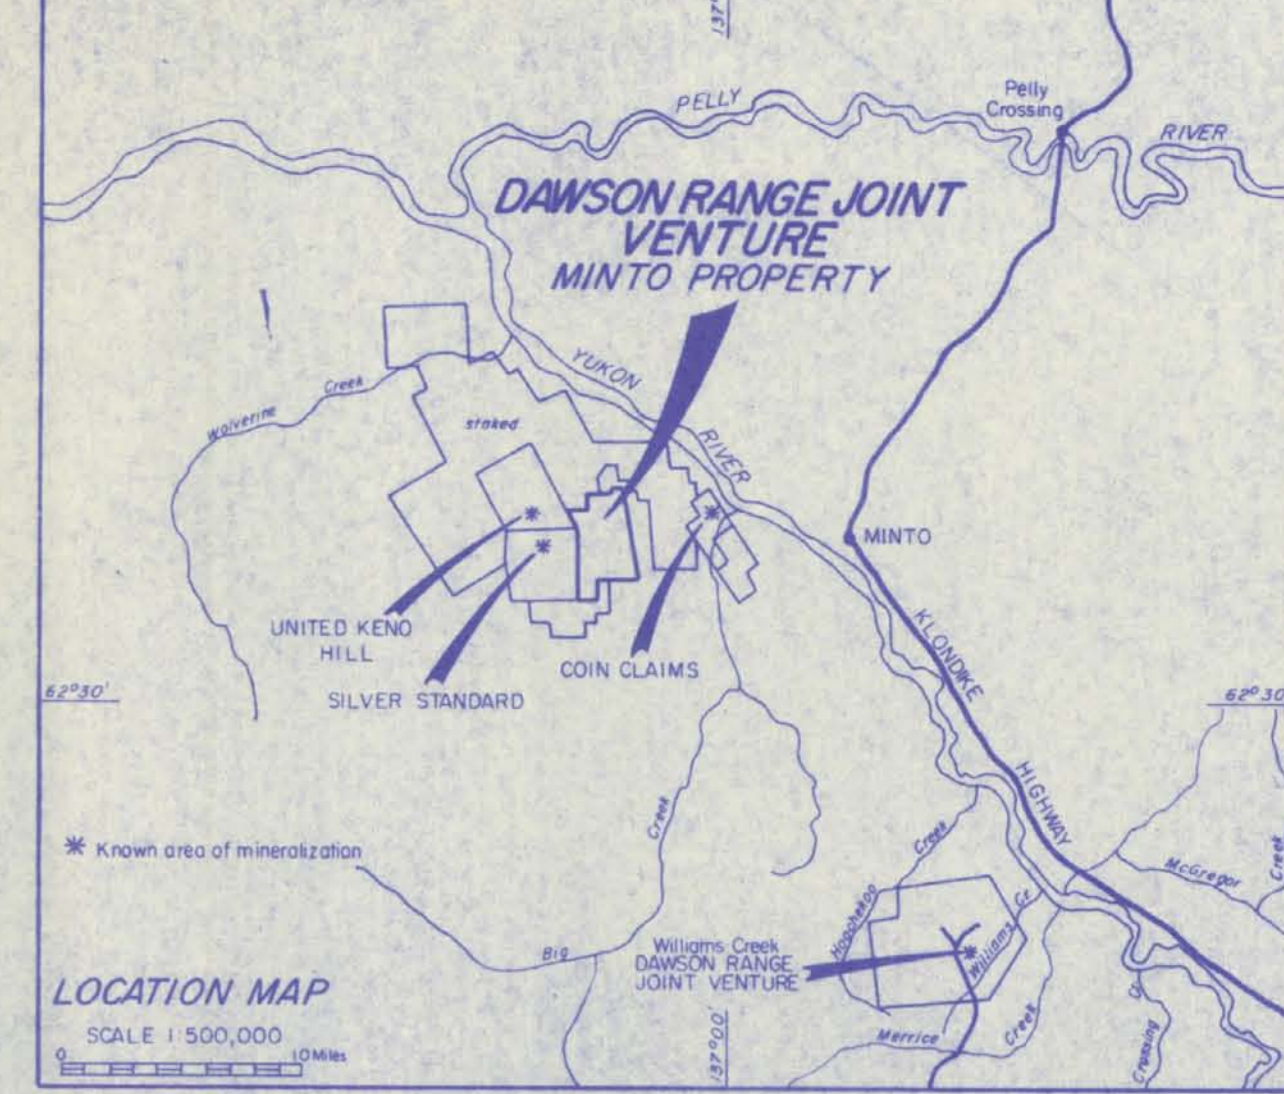 137°
Pelly
Crossing
PELLY
RIVER
DAWSON RANGE JOINT
VENTURE
MINTO PROPERTY
YUKON
RIVER
Wolverine Creek
staked
MINTO
UNITED KENO
HILL
SILVER STANDARD
COIN CLAIMS
KLONDIKE
HIGHWAY
62°30'
62°30
* Known area of mineralization
Creek
Big
Creek
Hoochekoo
McGregor
Creek
Williams Creek
DAWSON RANGE
JOINT VENTURE
Williams Cr
Merrice
Creek
Crossing
Cr
LOCATION MAP
SCALE 1:500,000
0 10 Miles
137°00'